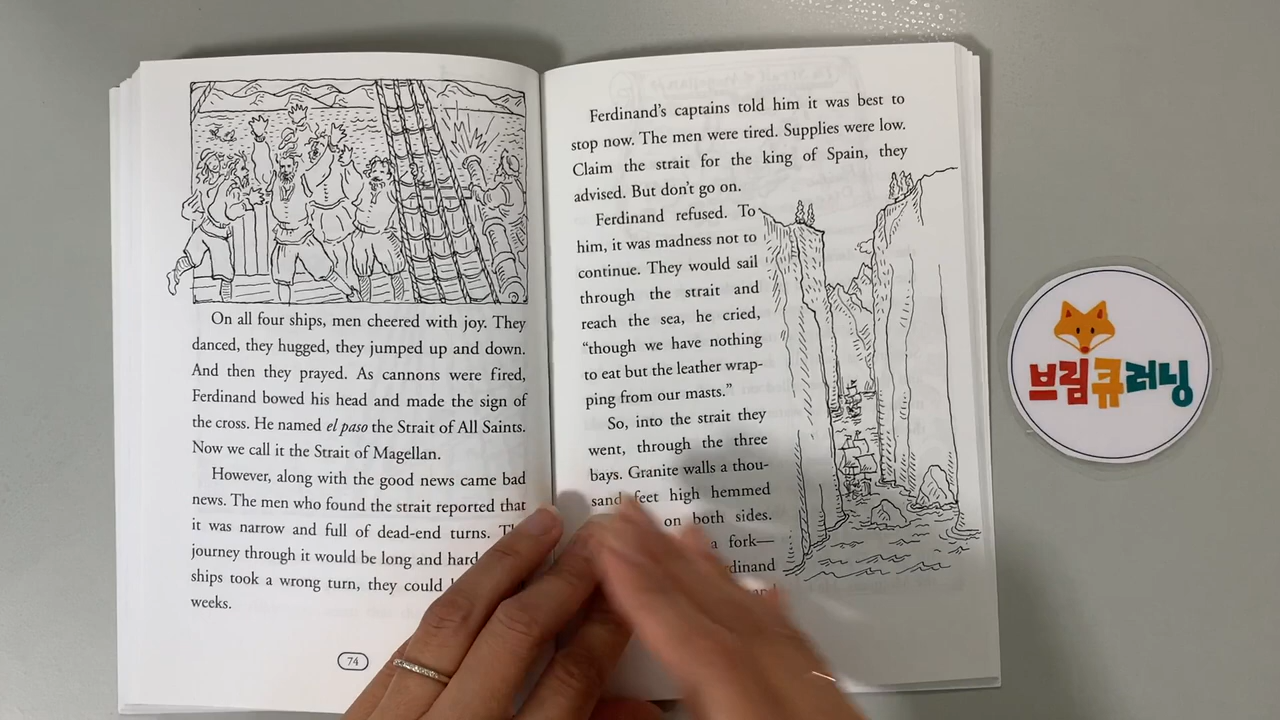 On all four ships, men cheered with joy. They
danced, they hugged, they jumped up and down.
And then they prayed. As cannons were fired,
Ferdinand bowed his head and made the sign of
the cross. He named el paso the Strait of All Saints.
Now we call it the Strait of Magellan.
However, along with the good news came bad
news. The men who found the strait reported that
it was narrow and full of dead-end turns.
journey through it would be long and hard
ships took a wrong turn, they could
weeks.
74
Ferdinand's captains told him it was best to
stop now. The men were tired. Supplies were low.
Claim the strait for the king of Spain, they
advised. But don't go on.
Ferdinand refused. To
him, it was madness not to
continue. They would sail
through the strait and
reach the sea, he cried,
"though we have nothing
to eat but the leather wrap-
ping from our masts."
So, into the strait they
went, through the three
bays. Granite walls a thou-
sand feet high hemmed
on both sides.
a fork—
브림큐러닝